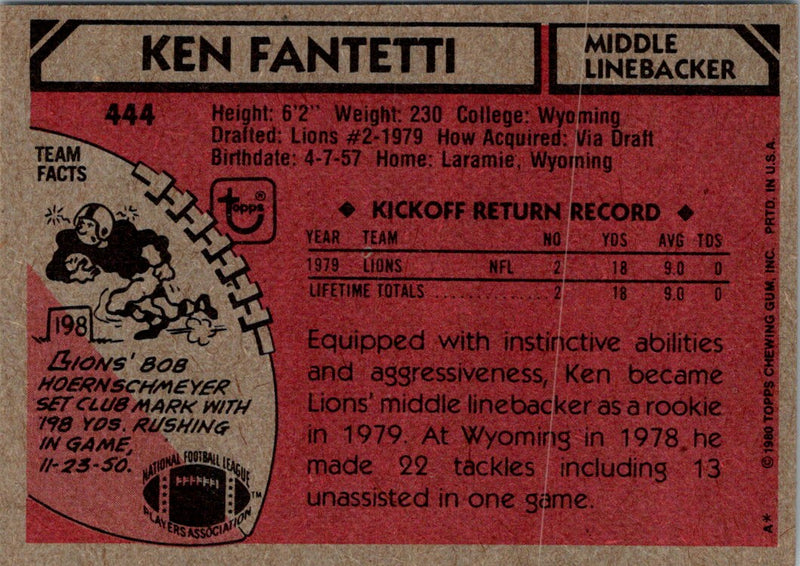 KEN FANTETTI
MIDDLE
LINEBACKER
444
Height: 6'2" Weight: 230 College: Wyoming
Drafted: Lions #2-1979 How Acquired: Via Draft
Birthdate: 4-7-57 Home: Laramie, Wyoming
TEAM
FACTS
topps®
◆ KICKOFF RETURN RECORD ◆
YEAR TEAM NO YDS AVG TDS
1979 LIONS NFL 2 18 9.0 0
LIFETIME TOTALS .................. 2 18 9.0 0
198
LIONS' BOB
HOERNSCHMEYER
SET CLUB MARK WITH
198 YDS. RUSHING
IN GAME,
11-23-50.
NATIONAL FOOTBALL LEAGUE
PLAYERS ASSOCIATION™
Equipped with instinctive abilities
and aggressiveness, Ken became
Lions' middle linebacker as a rookie
in 1979. At Wyoming in 1978, he
made 22 tackles including 13
unassisted in one game.
A* © 1980 TOPPS CHEWING GUM, INC. PRTD. IN U.S.A.